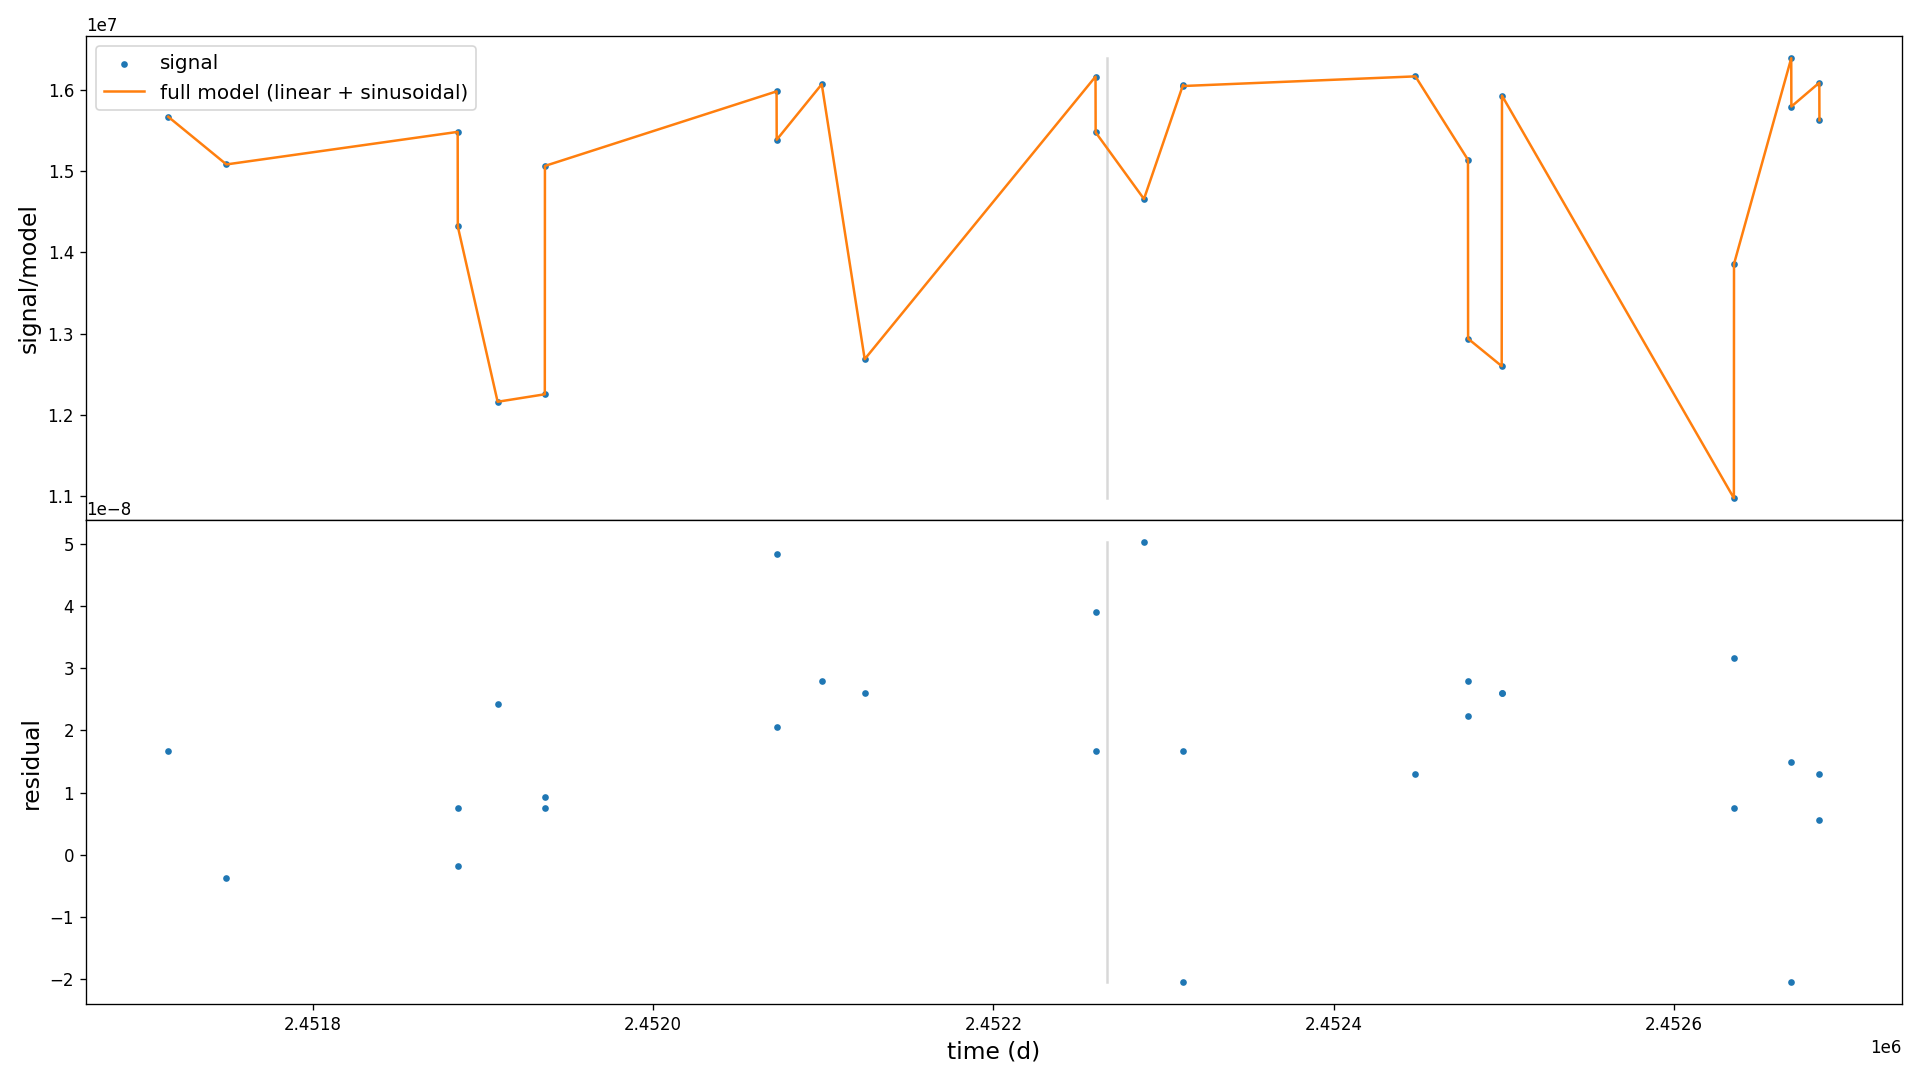 1e7
signal
full model (linear + sinusoidal)
1.6
1.5
1.4
1.3
1.2
1.1
signal/model
1e−8
5
4
3
2
1
0
−1
−2
residual
2.4518
2.4520
2.4522
2.4524
2.4526
1e6
time (d)